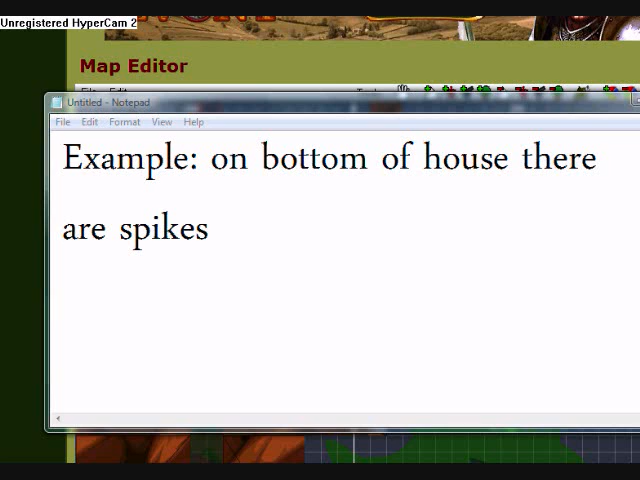 Unregistered HyperCam 2
Map Editor
Untitled - Notepad
File Edit Format View Help
Example: on bottom of house there
are spikes